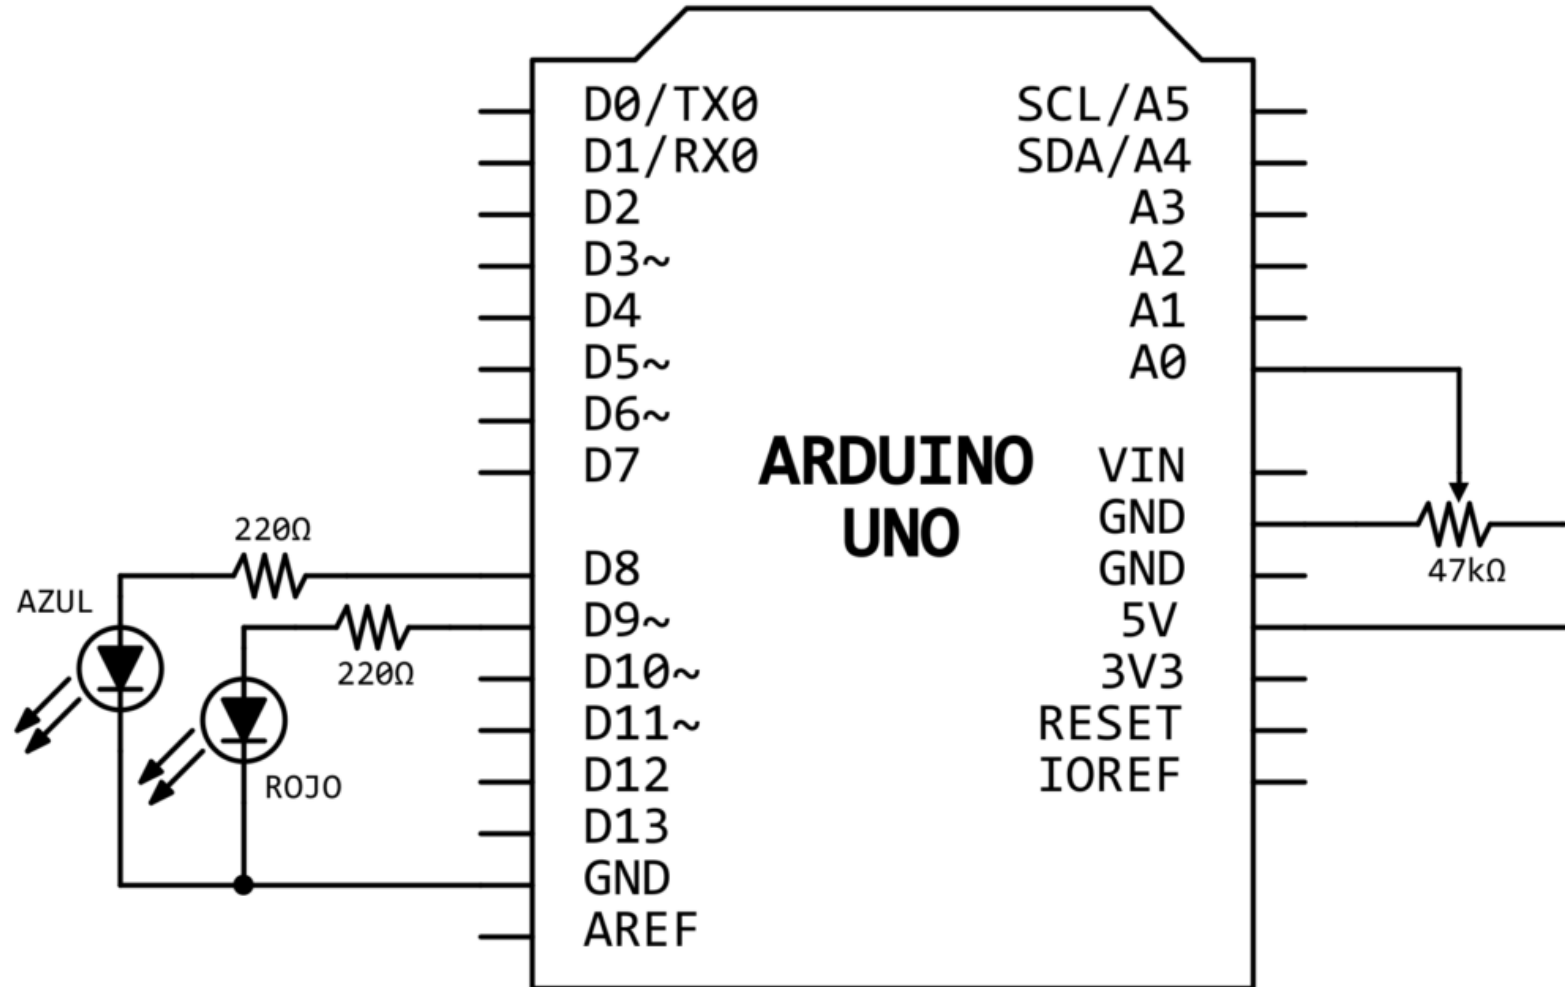 D0/TX0
D1/RX0
D2
D3~
D4
D5~
D6~
D7
D8
D9~
D10~
D11~
D12
D13
GND
AREF
ARDUINO
UNO
SCL/A5
SDA/A4
A3
A2
A1
A0
VIN
GND
GND
5V
3V3
RESET
IOREF
220Ω
AZUL
220Ω
ROJO
47kΩ